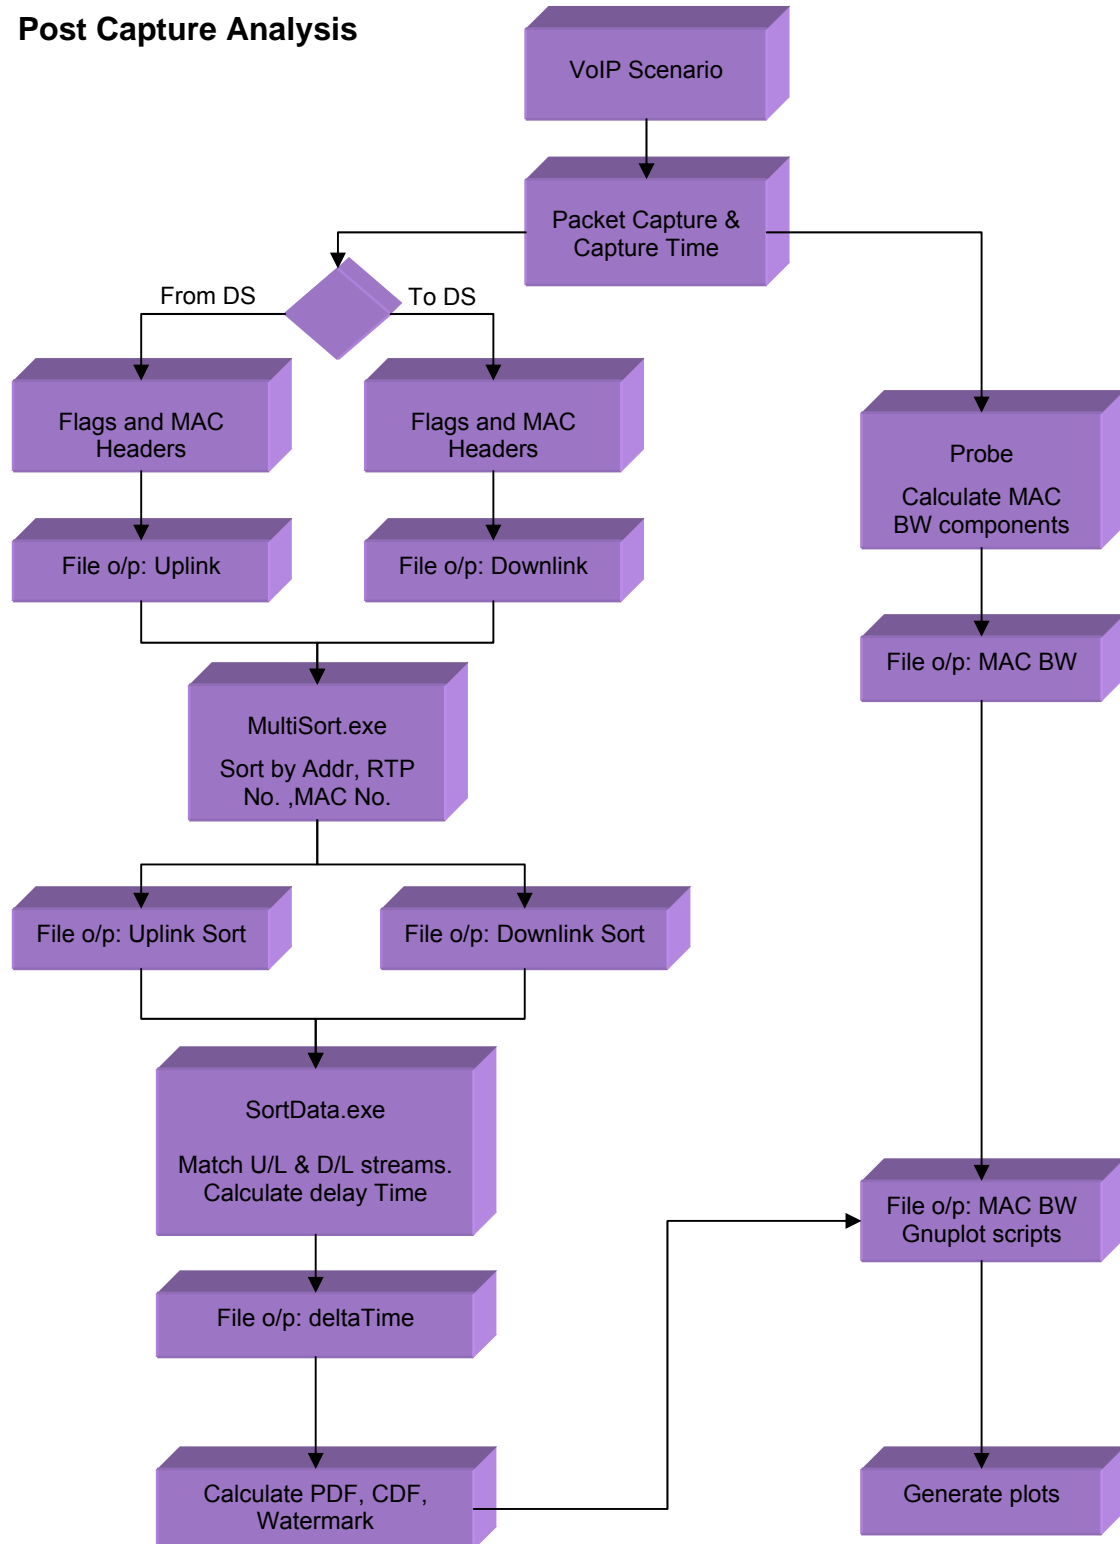 Post Capture Analysis
VoIP Scenario
Packet Capture &
Capture Time
From DS
To DS
Flags and MAC
Headers
Flags and MAC
Headers
Probe
Calculate MAC
BW components
File o/p: Uplink
File o/p: Downlink
File o/p: MAC BW
MultiSort.exe
Sort by Addr, RTP
No. ,MAC No.
File o/p: Uplink Sort
File o/p: Downlink Sort
SortData.exe
Match U/L & D/L streams.
Calculate delay Time
File o/p: MAC BW
Gnuplot scripts
File o/p: deltaTime
Calculate PDF, CDF,
Watermark
Generate plots